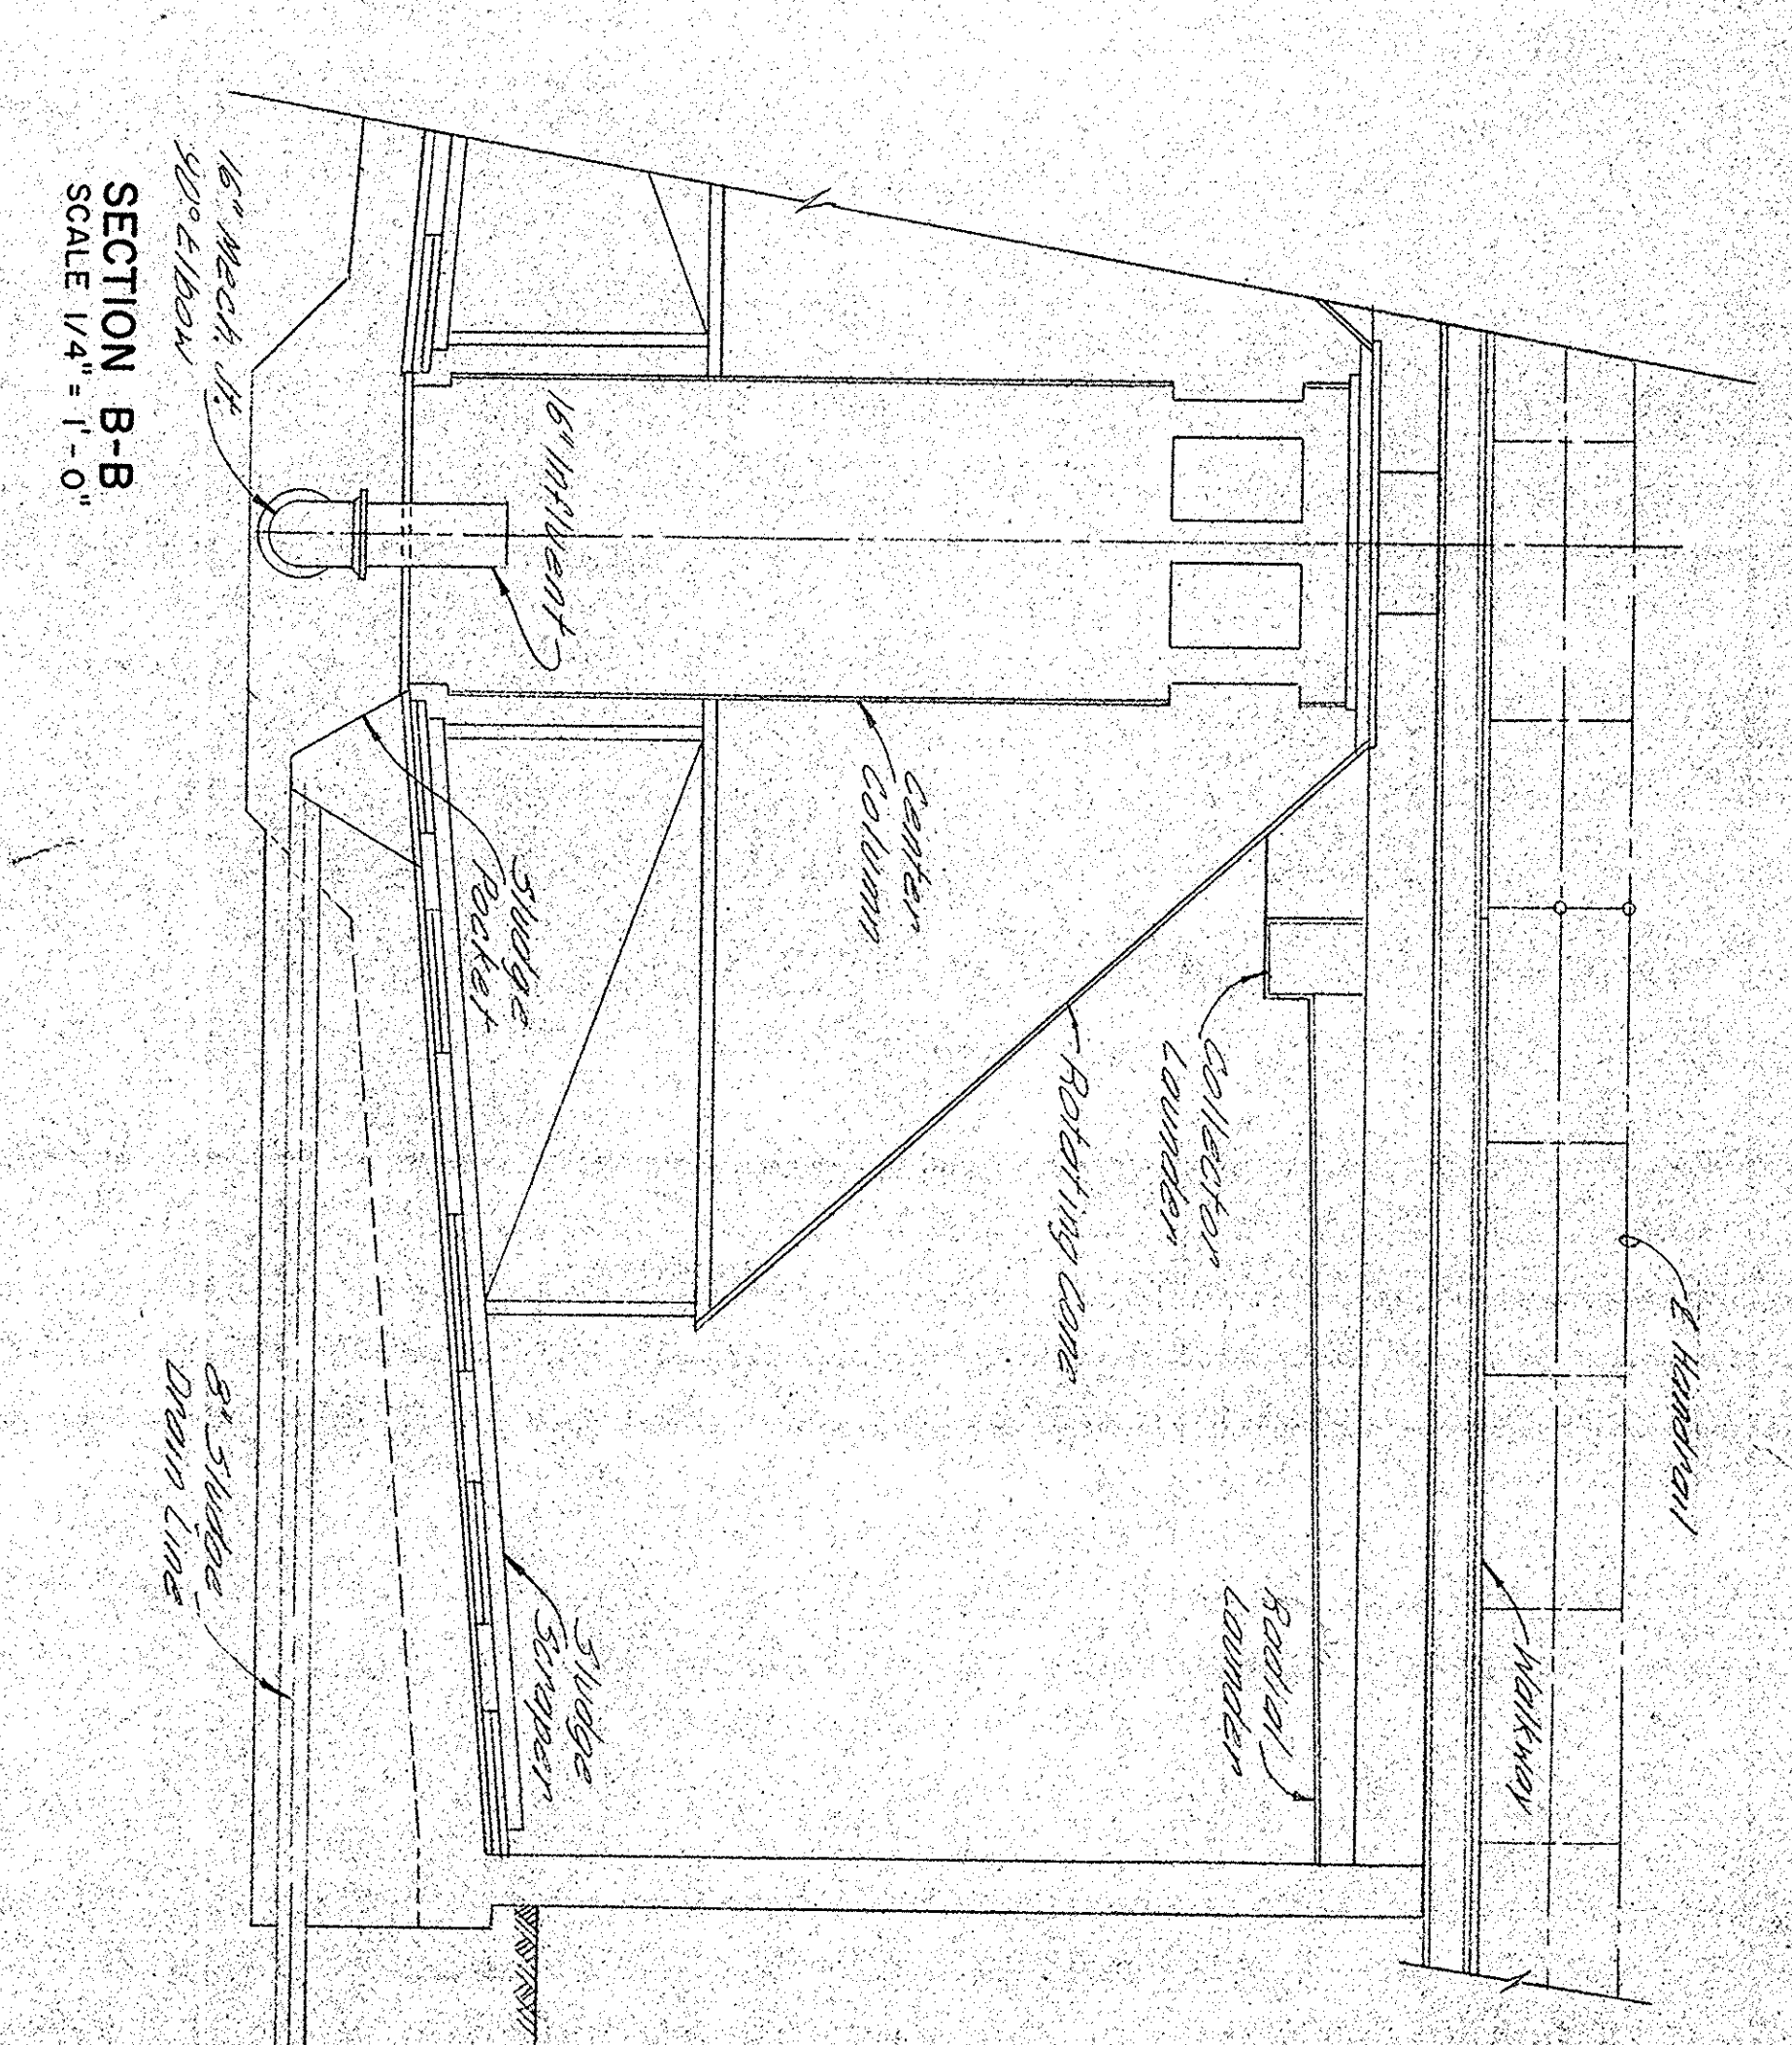 ℄ Handrail
Walkway
Radial
Launder
Collector
Launder
Rotating Cone
Center
Column
16" Influent
Sludge
Pocket
Sludge
Scraper
16" Mech. Jt.
90° Elbow
8" Sludge
Drain Line
SECTION B-B
SCALE 1/4" = 1'-0"